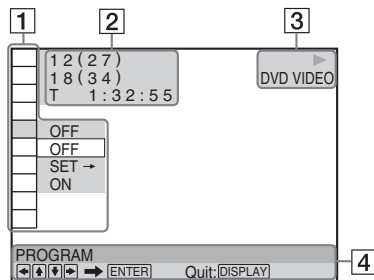 1 2 3
12(27)
18(34)
T 1:32:55
DVD VIDEO
OFF
OFF
SET →
ON
PROGRAM
← ↑ ↓ → ➡ ENTER Quit: DISPLAY
4